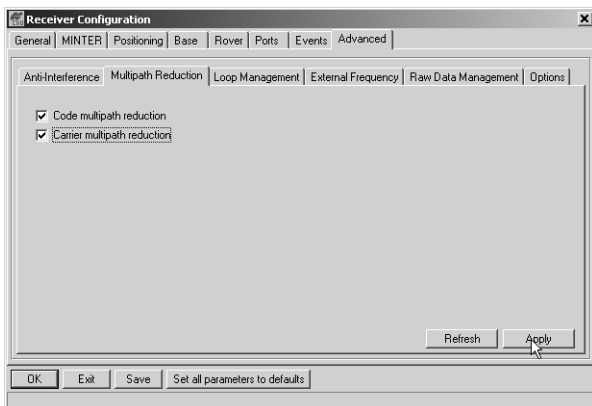 Receiver Configuration
General MINTER Positioning Base Rover Ports Events Advanced
Anti-Interference Multipath Reduction Loop Management External Frequency Raw Data Management Options
Code multipath reduction
Carrier multipath reduction
Refresh Apply
OK Exit Save Set all parameters to defaults